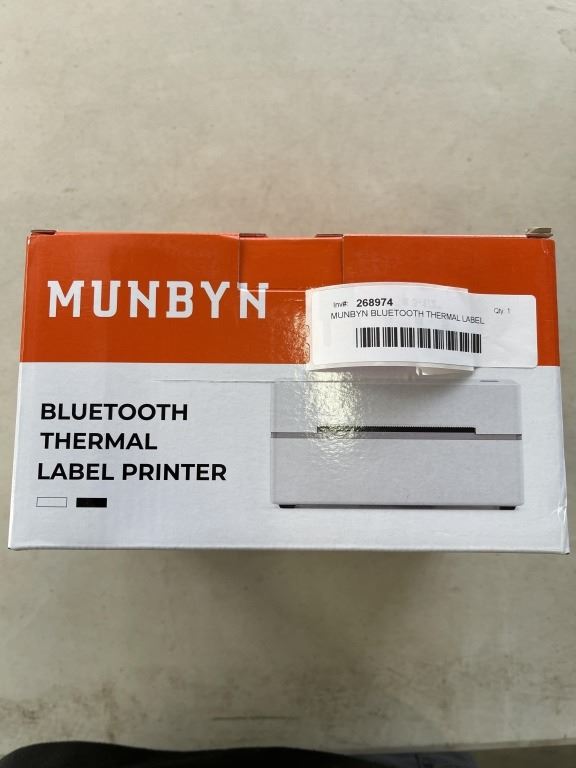 MUNBYN
Inv#: 268974
Qty 1
MUNBYN BLUETOOTH THERMAL LABEL
BLUETOOTH
THERMAL
LABEL PRINTER